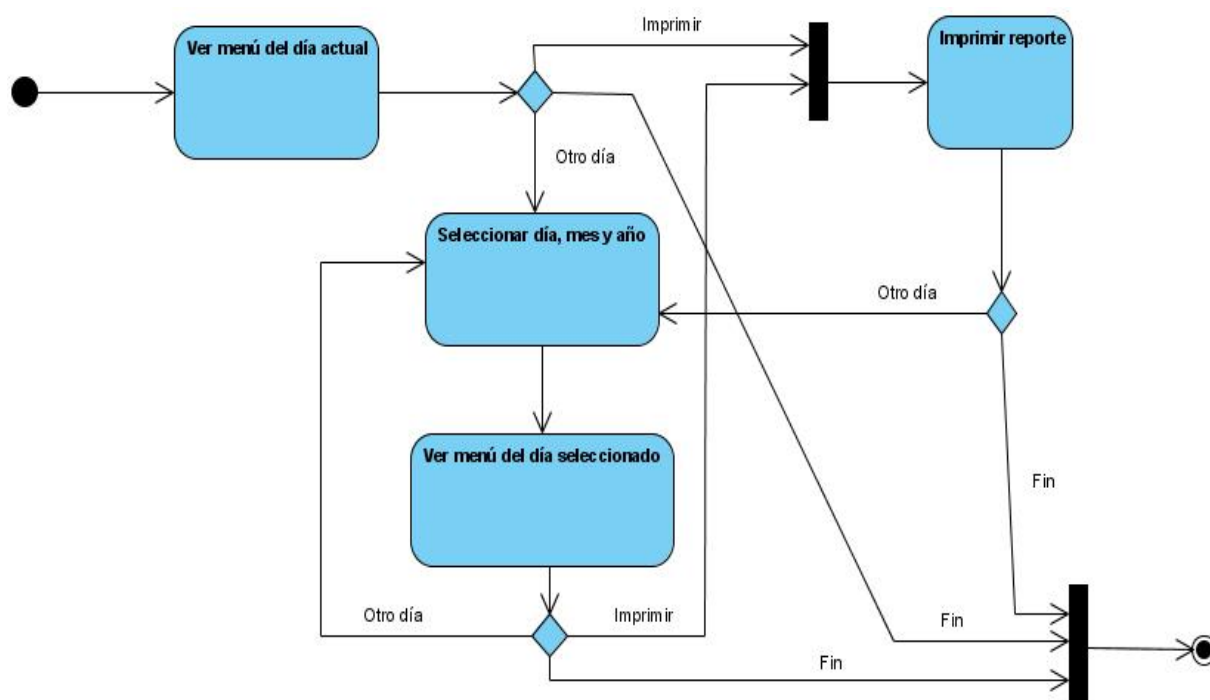 Imprimir
Ver menú del día actual
Imprimir reporte
Otro día
Seleccionar día, mes y año
Otro día
Ver menú del día seleccionado
Fin
Otro día
Imprimir
Fin
Fin